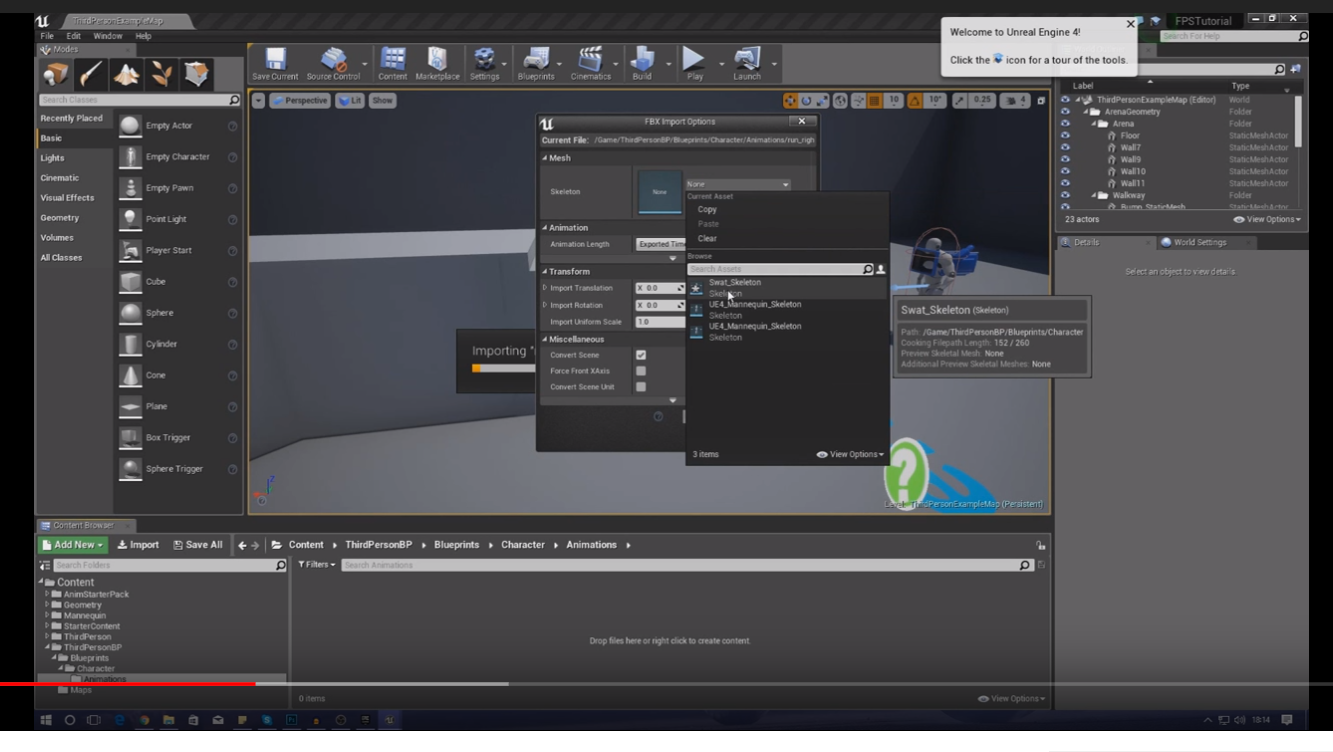 ThirdPersonExampleMap
FPSTutorial
File Edit Window Help
Search For Help
Welcome to Unreal Engine 4!
Click the icon for a tour of the tools.
Modes
Search Classes
Recently Placed
Basic
Lights
Cinematic
Visual Effects
Geometry
Volumes
All Classes
Empty Actor
Empty Character
Empty Pawn
Point Light
Player Start
Cube
Sphere
Cylinder
Cone
Plane
Box Trigger
Sphere Trigger
Save Current Source Control Content Marketplace Settings Blueprints Cinematics Build Play Launch
Perspective Lit Show
10 10° 0.25 4
FBX Import Options
Current File: /Game/ThirdPersonBP/Blueprints/Character/Animations/run_righ
Mesh
Skeleton
None
None
Animation
Animation Length
Exported Time
Transform
Import Translation X 0.0
Import Rotation X 0.0
Import Uniform Scale 1.0
Miscellaneous
Convert Scene
Force Front XAxis
Convert Scene Unit
Importing "
Current Asset
Copy
Paste
Clear
Browse
Search Assets
Swat_Skeleton
Skeleton
UE4_Mannequin_Skeleton
Skeleton
UE4_Mannequin_Skeleton
Skeleton
3 items
View Options
Swat_Skeleton (Skeleton)
Path: /Game/ThirdPersonBP/Blueprints/Character
Cooking Filepath Length: 152 / 260
Preview Skeletal Mesh: None
Additional Preview Skeletal Meshes: None
ThirdPersonExampleMap (Persistent)
Label Type
ThirdPersonExampleMap (Editor) World
ArenaGeometry Folder
Arena Folder
Floor StaticMeshActor
Wall7 StaticMeshActor
Wall9 StaticMeshActor
Wall10 StaticMeshActor
Wall11 StaticMeshActor
Walkway Folder
Bump_StaticMesh StaticMeshActor
23 actors
View Options
Details
World Settings
Select an object to view details.
Content Browser
Add New Import Save All Content ThirdPersonBP Blueprints Character Animations
Search Folders
Filters
Search Animations
Content
AnimStarterPack
Geometry
Mannequin
StarterContent
ThirdPerson
ThirdPersonBP
Blueprints
Character
Animations
Maps
Drop files here or right click to create content.
0 items
View Options
18:14